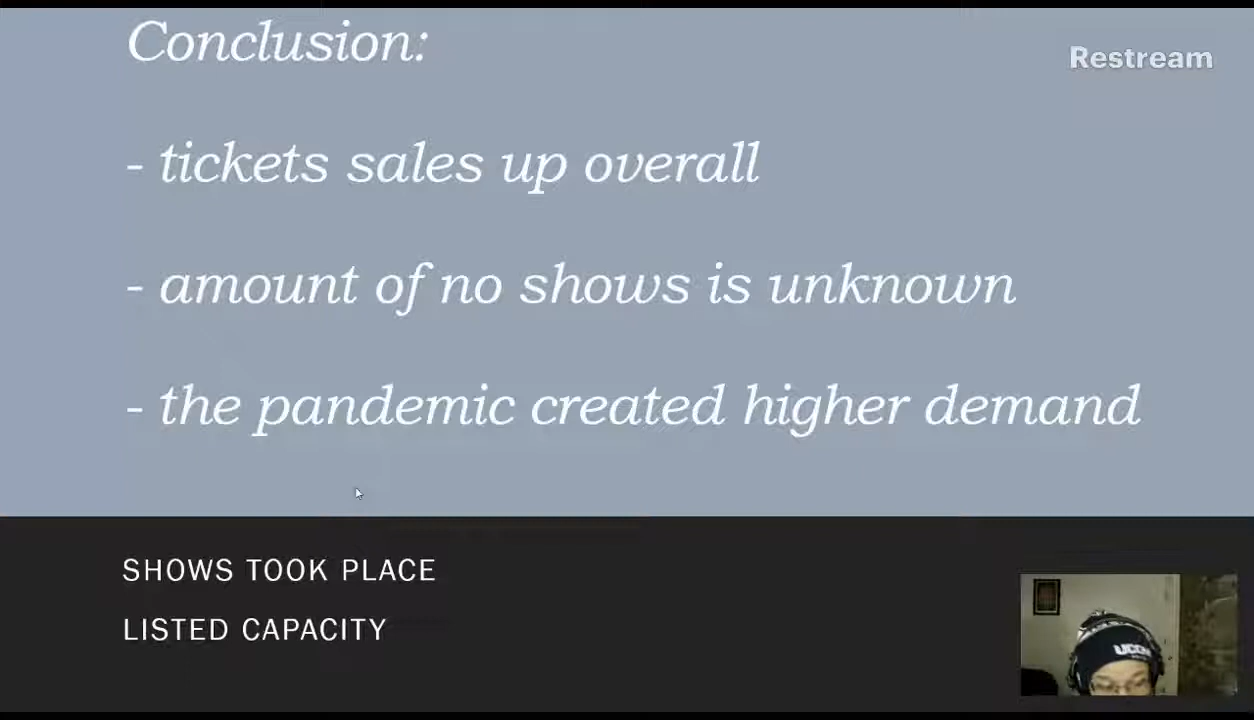 Conclusion:
Restream
- tickets sales up overall
- amount of no shows is unknown
- the pandemic created higher demand
SHOWS TOOK PLACE
LISTED CAPACITY